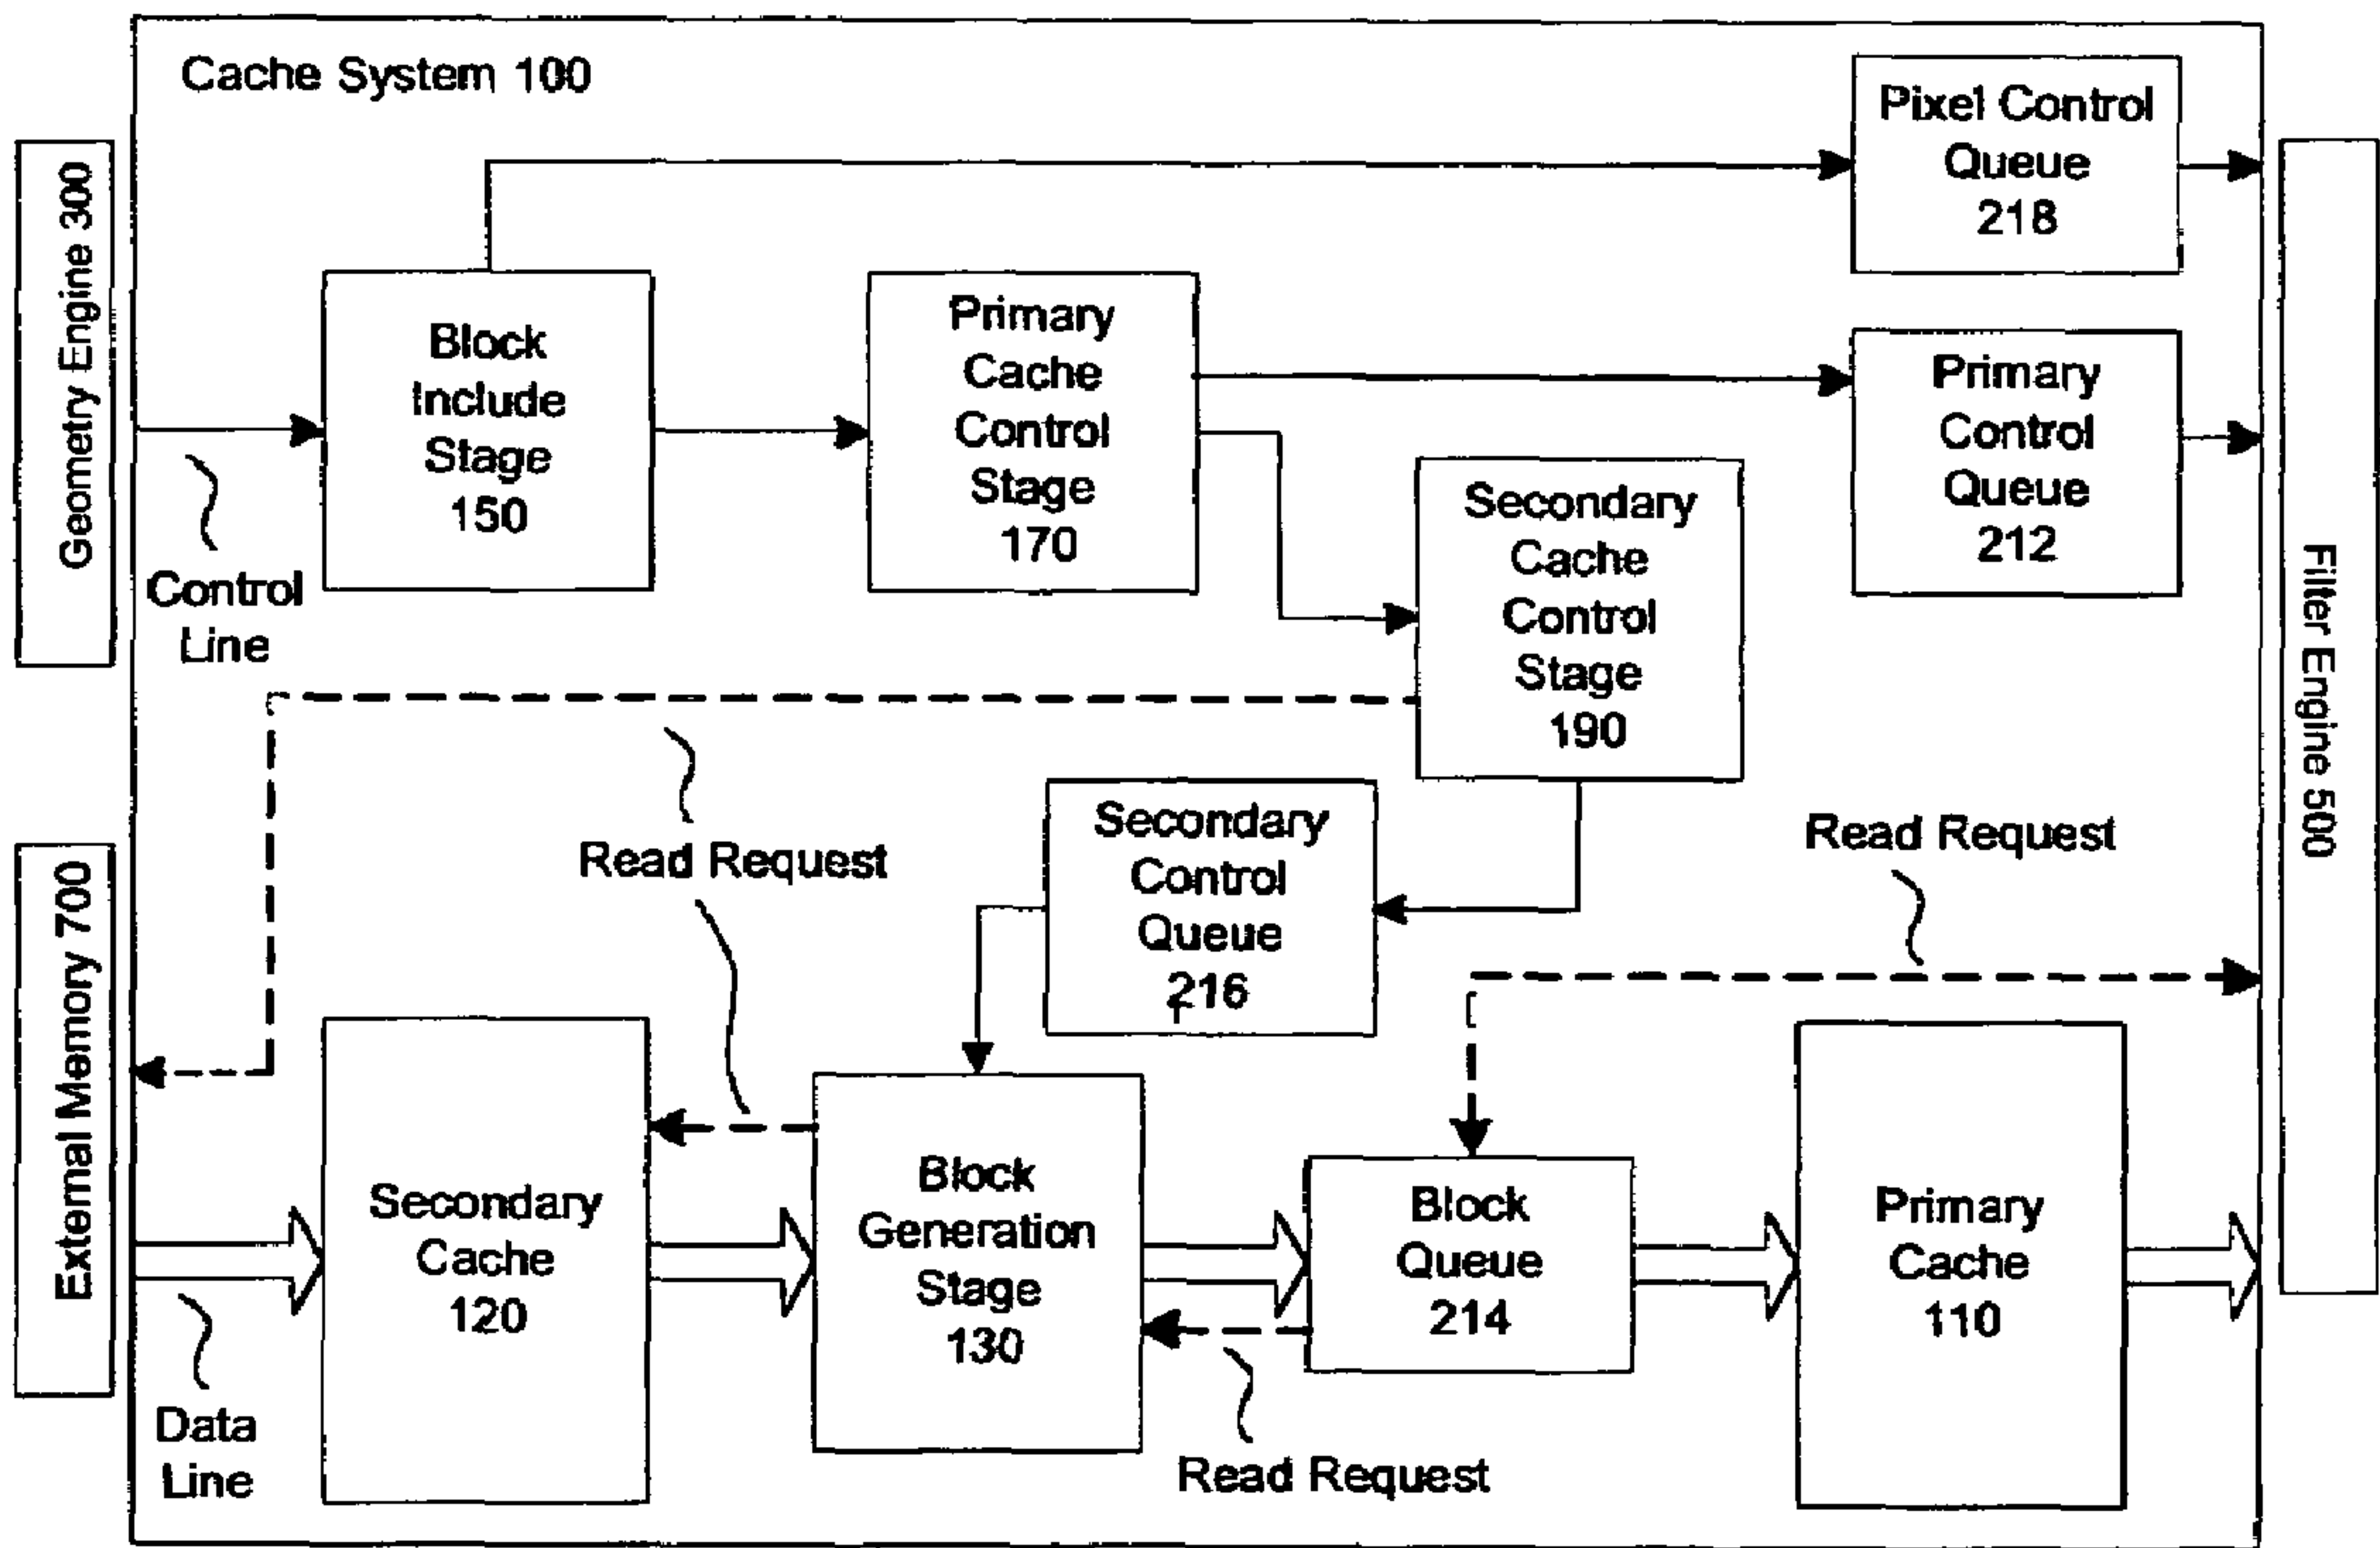 Cache System 100
Pixel Control
Queue
218
Geometry Engine 300
Block
Include
Stage
150
Primary
Cache
Control
Stage
170
Primary
Control
Queue
212
Control
Line
Secondary
Cache
Control
Stage
190
Filter Engine 500
Secondary
Control
Queue
216
Read Request
Read Request
External Memory 700
Secondary
Cache
120
Block
Generation
Stage
130
Block
Queue
214
Primary
Cache
110
Data
Line
Read Request